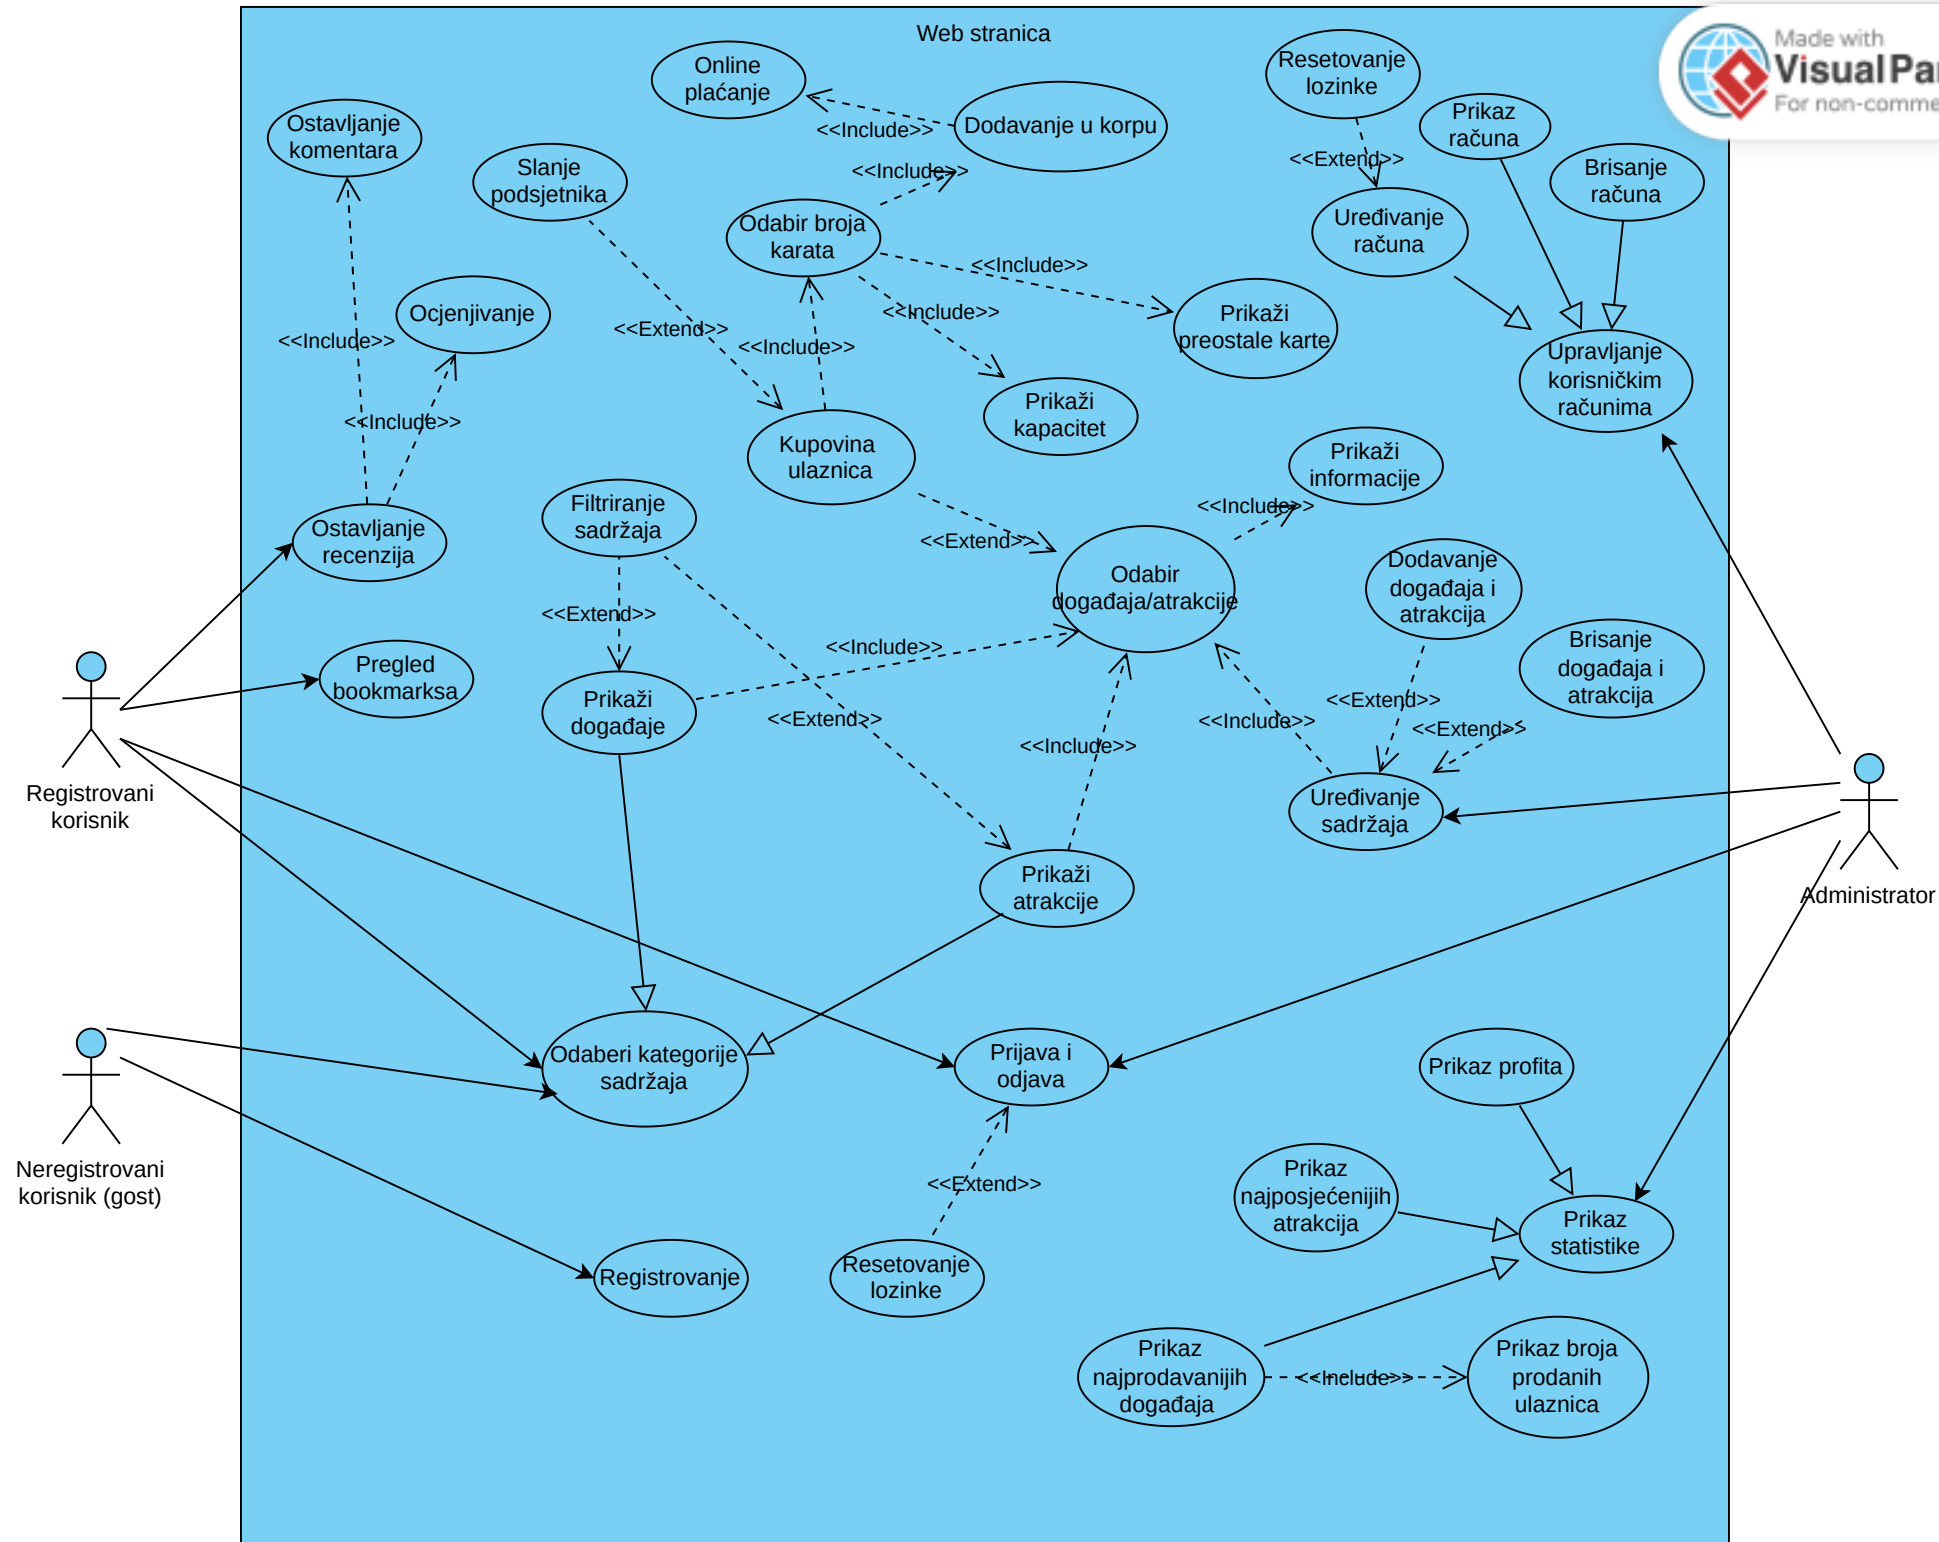 Web stranica
Made with
Visual Par
For non-comme
Online
plaćanje
<<Include>>
Dodavanje u korpu
Resetovanje
lozinke
<<Extend>>
Prikaz
računa
Brisanje
računa
Ostavljanje
komentara
Slanje
podsjetnika
<<Include>>
Odabir broja
karata
Uređivanje
računa
<<Include>>
Ocjenjivanje
<<Include>>
<<Extend>>
<<Include>>
<<Include>>
Prikaži
preostale karte
Upravljanje
korisničkim
računima
<<Include>>
Prikaži
kapacitet
Kupovina
ulaznica
Prikaži
informacije
<<Include>>
Filtriranje
sadržaja
Ostavljanje
recenzija
<<Extend>>
Odabir
događaja/atrakcije
Dodavanje
događaja i
atrakcija
<<Extend>>
<<Include>>
Brisanje
događaja i
atrakcija
Pregled
bookmarksa
Prikaži
događaje
<<Extend>>
<<Include>>
<<Include>>
<<Extend>>
<<Extend>>
Registrovani
korisnik
Uređivanje
sadržaja
Prikaži
atrakcije
Administrator
Odaberi kategorije
sadržaja
Prijava i
odjava
Prikaz profita
Neregistrovani
korisnik (gost)
<<Extend>>
Prikaz
najposjećenijih
atrakcija
Prikaz
statistike
Registrovanje
Resetovanje
lozinke
Prikaz
najprodavanijih
događaja
<<Include>>
Prikaz broja
prodanih
ulaznica